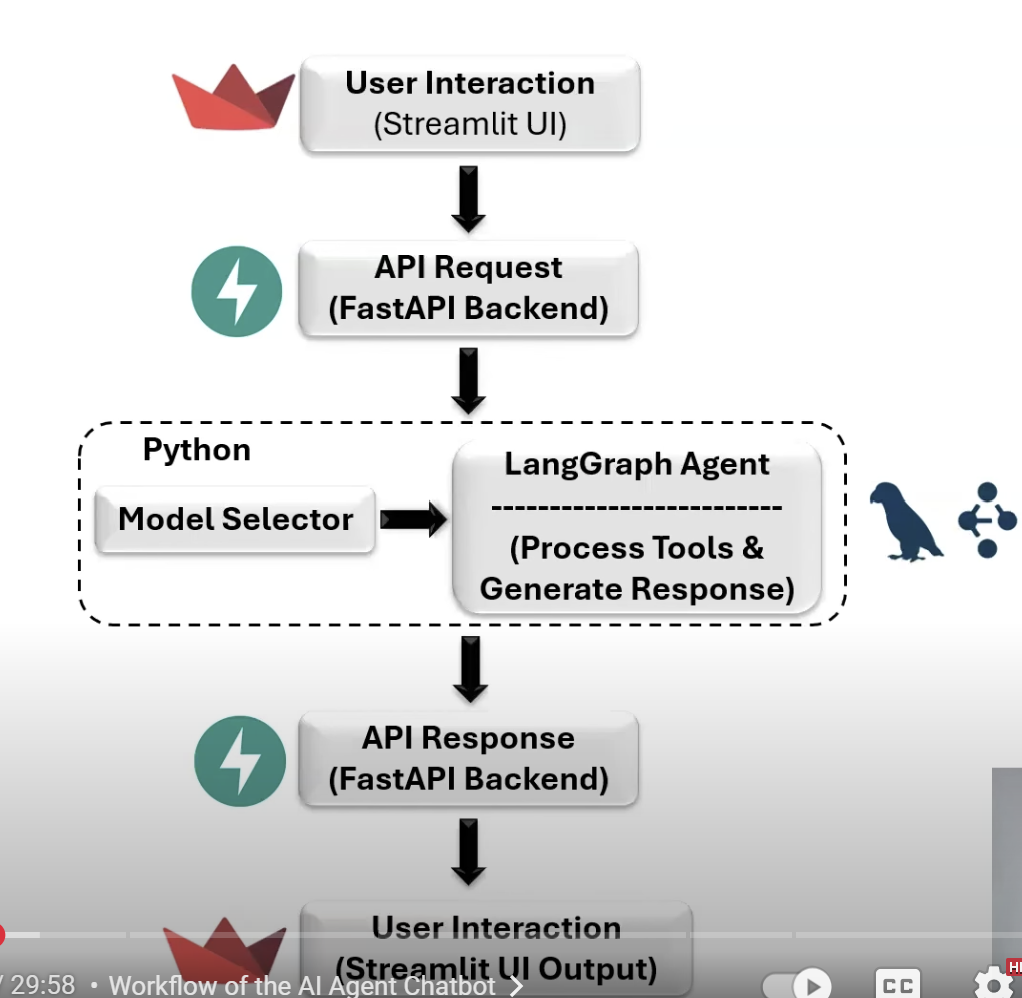 User Interaction
(Streamlit UI)
API Request
(FastAPI Backend)
Python
Model Selector
LangGraph Agent
-------------------------
(Process Tools &
Generate Response)
API Response
(FastAPI Backend)
User Interaction
(Streamlit UI Output)
/ 29:58 • Workflow of the AI Agent Chatbot
CC